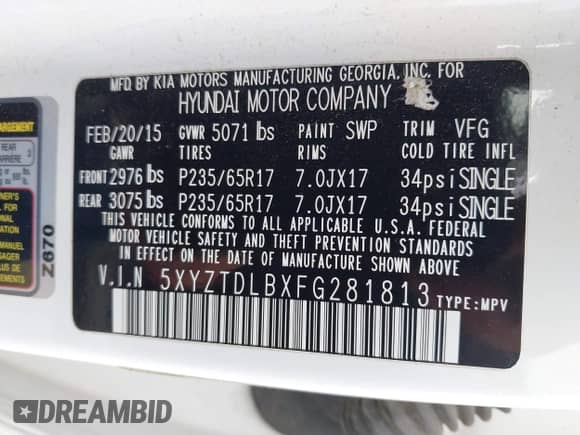 MFD BY KIA MOTORS MANUFACTURING GEORGIA, INC. FOR
HYUNDAI MOTOR COMPANY
FEB/20/15 GVWR 5071 lbs PAINT SWP TRIM VFG
GAWR TIRES RIMS COLD TIRE INFL
FRONT 2976 lbs P235/65R17 7.0JX17 34psi SINGLE
REAR 3075 lbs P235/65R17 7.0JX17 34psi SINGLE
THIS VEHICLE CONFORMS TO ALL APPLICABLE U.S.A. FEDERAL
MOTOR VEHICLE SAFETY AND THEFT PREVENTION STANDARDS
IN EFFECT ON THE DATE OF MANUFACTURE SHOWN ABOVE.
V.I.N 5XYZTDLBXFG281813 TYPE:MPV
REAR
Z670
DREAMBID